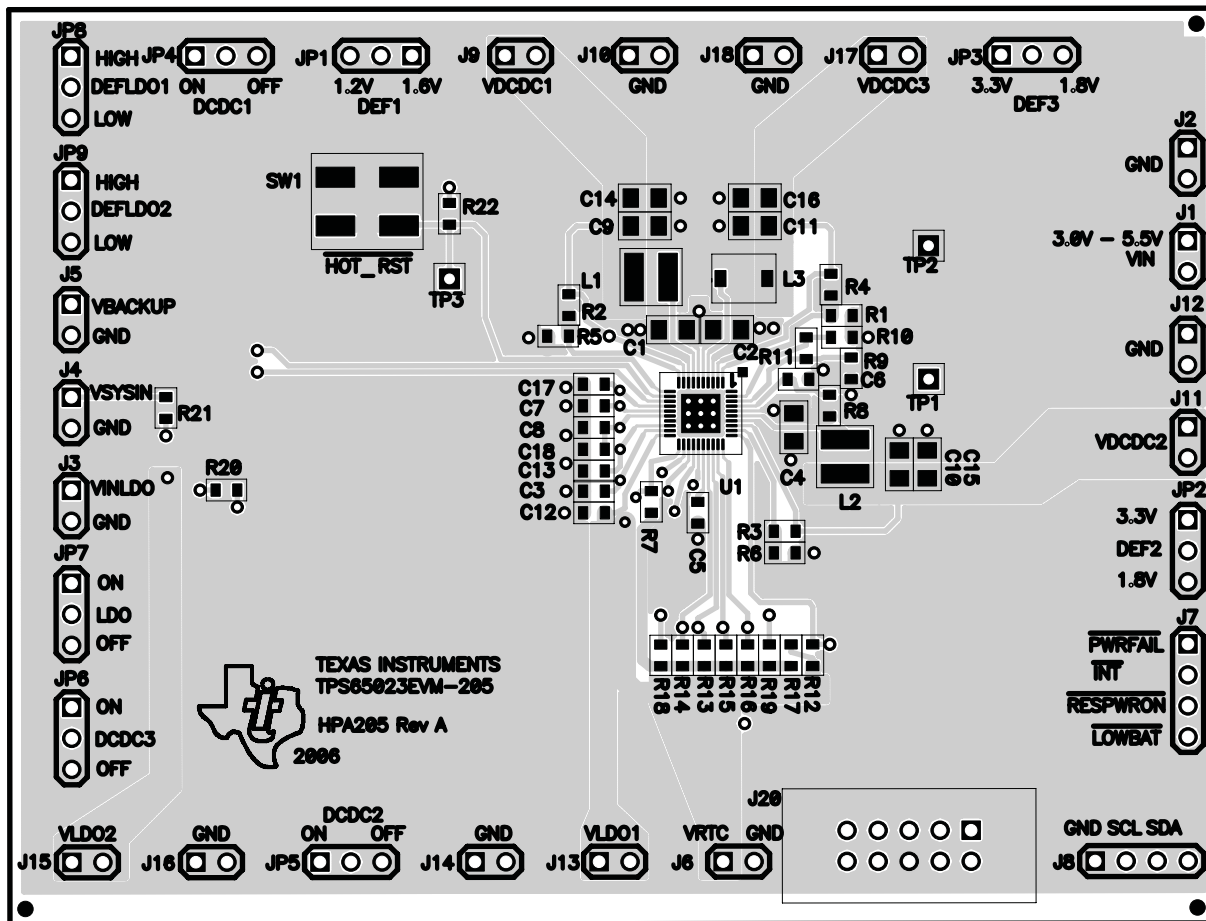 JP8
HIGH
DEFLDO1
LOW
JP4
ON
OFF
DCDC1
JP1
1.2V
1.6V
DEF1
J9
VDCDC1
J10
GND
J18
GND
J17
VDCDC3
JP3
3.3V
1.8V
DEF3
JP9
HIGH
DEFLDO2
LOW
SW1
HOT_RST
R22
TP3
C14
C9
C16
C11
J2
GND
J1
3.0V - 5.5V
VIN
TP2
J5
VBACKUP
GND
L1
R2
R5
L3
R4
R1
R10
C1
C2
R11
R9
C6
J12
GND
J4
VSYSIN
GND
R21
C17
C7
C8
C18
C13
C3
C12
1
U1
R8
TP1
C4
L2
C10
C15
J11
VDCDC2
J3
VINLDO
GND
R20
R7
C5
R3
R6
JP2
3.3V
DEF2
1.8V
JP7
ON
LDO
OFF
J7
PWRFAIL
INT
RESPWRON
LOWBAT
JP6
ON
DCDC3
OFF
TEXAS INSTRUMENTS
TPS65023EVM-205
HPA205 Rev A
2006
R18
R14
R13
R15
R16
R19
R17
R12
J15
VLDO2
J16
GND
DCDC2
ON
OFF
JP5
GND
J14
VLDO1
J13
VRTC
GND
J6
J20
GND SCL SDA
J8